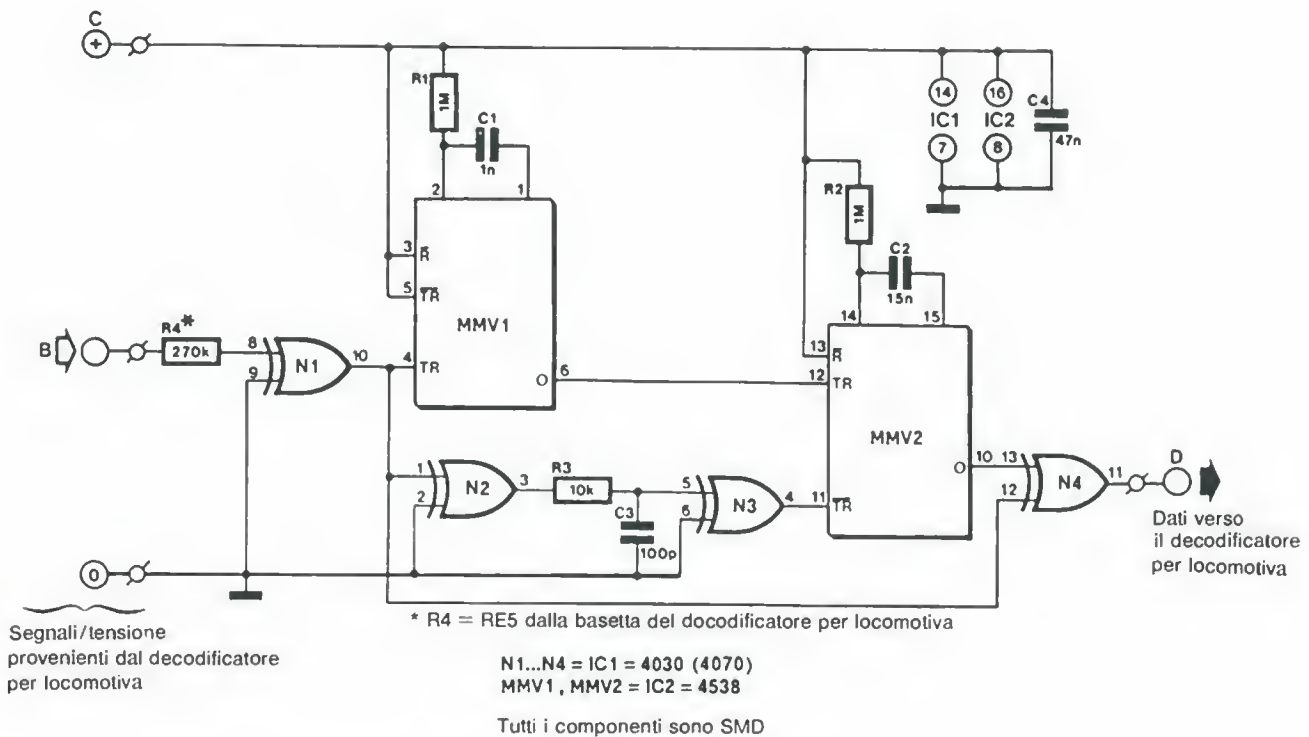 C
+
R1
1M
C1
1n
2
1
3
R̅
5
T̅R̅
MMV1
4
TR
6
Q
14
16
IC1
IC2
7
8
C4
47n
R2
1M
C2
15n
14
15
13
R̅
12
TR
MMV2
11
T̅R̅
10
Q
B
R4*
270k
8
9
N1
10
1
2
N2
3
R3
10k
C3
100p
5
6
N3
4
13
12
N4
11
D
Dati verso
il decodificatore
per locomotiva
0
Segnali/tensione
provenienti dal decodificatore
per locomotiva
* R4 = RE5 dalla basetta del docodificatore per locomotiva
N1...N4 = IC1 = 4030 (4070)
MMV1, MMV2 = IC2 = 4538
Tutti i componenti sono SMD